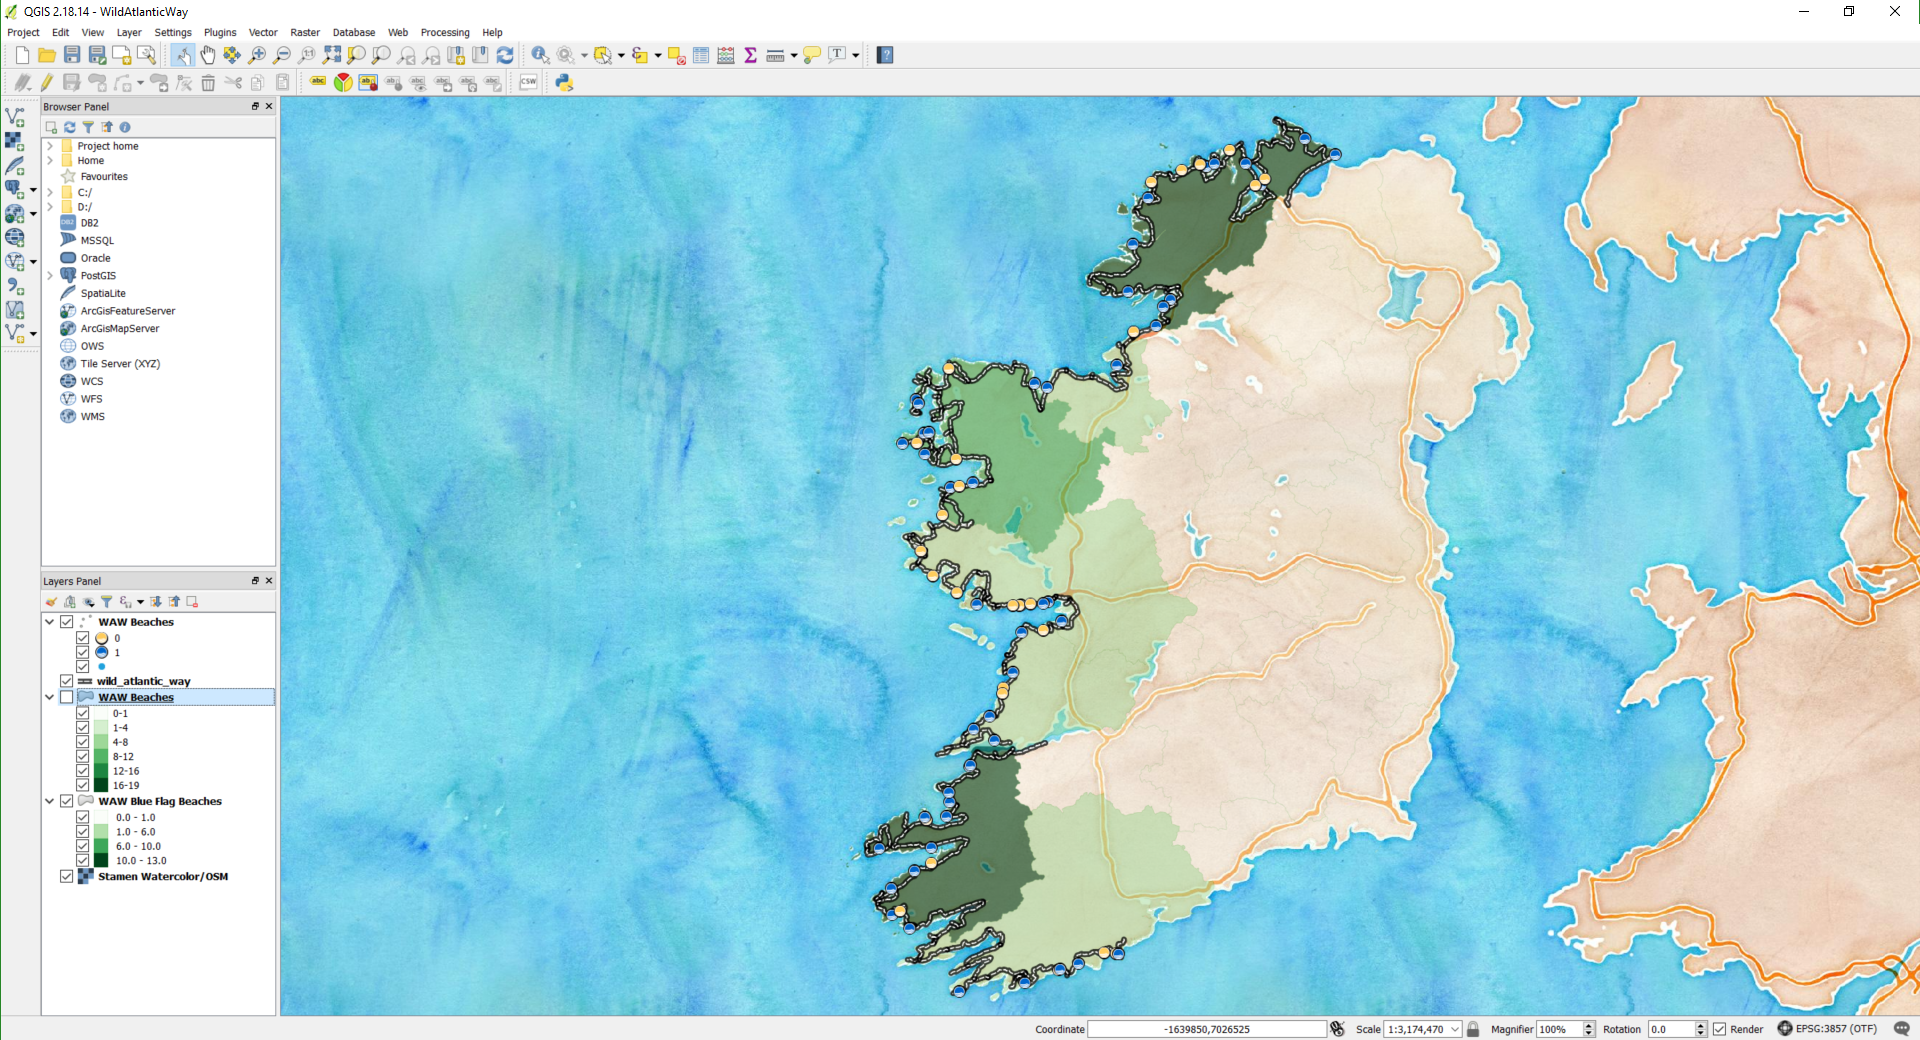 QGIS 2.18.14 - WildAtlanticWay
Project Edit View Layer Settings Plugins Vector Raster Database Web Processing Help
abc abc CSW
Browser Panel
Project home
Home
Favourites
C:/
D:/
DB2
MSSQL
Oracle
PostGIS
SpatiaLite
ArcGisFeatureServer
ArcGisMapServer
OWS
Tile Server (XYZ)
WCS
WFS
WMS
Layers Panel
WAW Beaches
0
1
wild_atlantic_way
WAW Beaches
0-1
1-4
4-8
8-12
12-16
16-19
WAW Blue Flag Beaches
0.0 - 1.0
1.0 - 6.0
6.0 - 10.0
10.0 - 13.0
Stamen Watercolor/OSM
Coordinate -1639850,7026525 Scale 1:3,174,470 Magnifier 100% Rotation 0.0 Render EPSG:3857 (OTF)